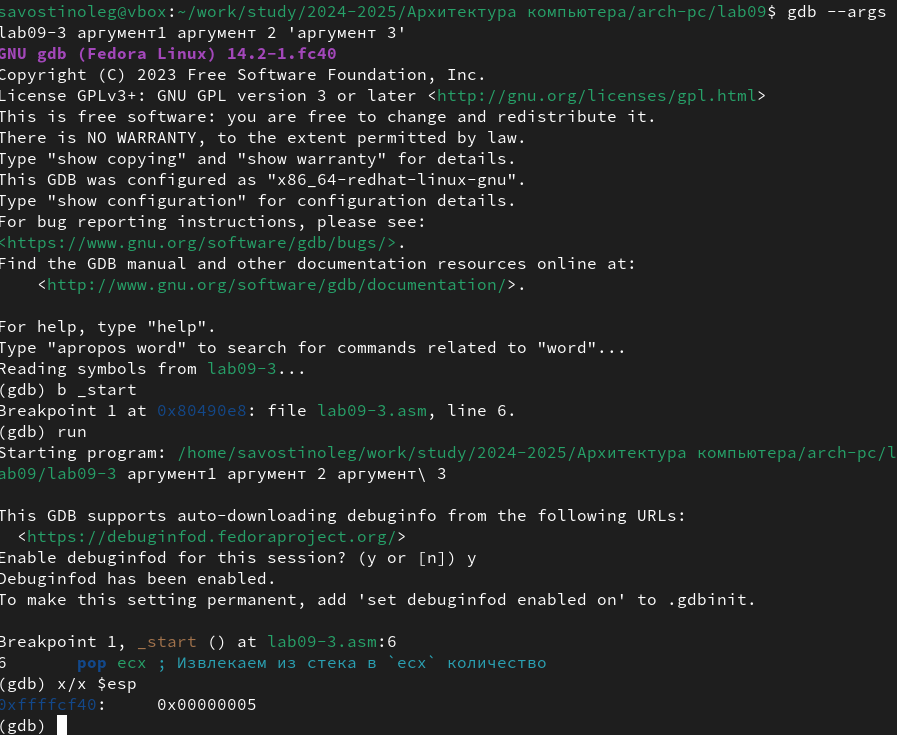 savostinoleg@vbox:~/work/study/2024-2025/Архитектура компьютера/arch-pc/lab09$ gdb --args
lab09-3 аргумент1 аргумент 2 'аргумент 3'
GNU gdb (Fedora Linux) 14.2-1.fc40
Copyright (C) 2023 Free Software Foundation, Inc.
License GPLv3+: GNU GPL version 3 or later <http://gnu.org/licenses/gpl.html>
This is free software: you are free to change and redistribute it.
There is NO WARRANTY, to the extent permitted by law.
Type "show copying" and "show warranty" for details.
This GDB was configured as "x86_64-redhat-linux-gnu".
Type "show configuration" for configuration details.
For bug reporting instructions, please see:
<https://www.gnu.org/software/gdb/bugs/>.
Find the GDB manual and other documentation resources online at:
    <http://www.gnu.org/software/gdb/documentation/>.
For help, type "help".
Type "apropos word" to search for commands related to "word"...
Reading symbols from lab09-3...
(gdb) b _start
Breakpoint 1 at 0x80490e8: file lab09-3.asm, line 6.
(gdb) run
Starting program: /home/savostinoleg/work/study/2024-2025/Архитектура компьютера/arch-pc/l
ab09/lab09-3 аргумент1 аргумент 2 аргумент\ 3
This GDB supports auto-downloading debuginfo from the following URLs:
  <https://debuginfod.fedoraproject.org/>
Enable debuginfod for this session? (y or [n]) y
Debuginfod has been enabled.
To make this setting permanent, add 'set debuginfod enabled on' to .gdbinit.
Breakpoint 1, _start () at lab09-3.asm:6
6       pop ecx ; Извлекаем из стека в `ecx` количество
(gdb) x/x $esp
0xffffcf40:     0x00000005
(gdb)